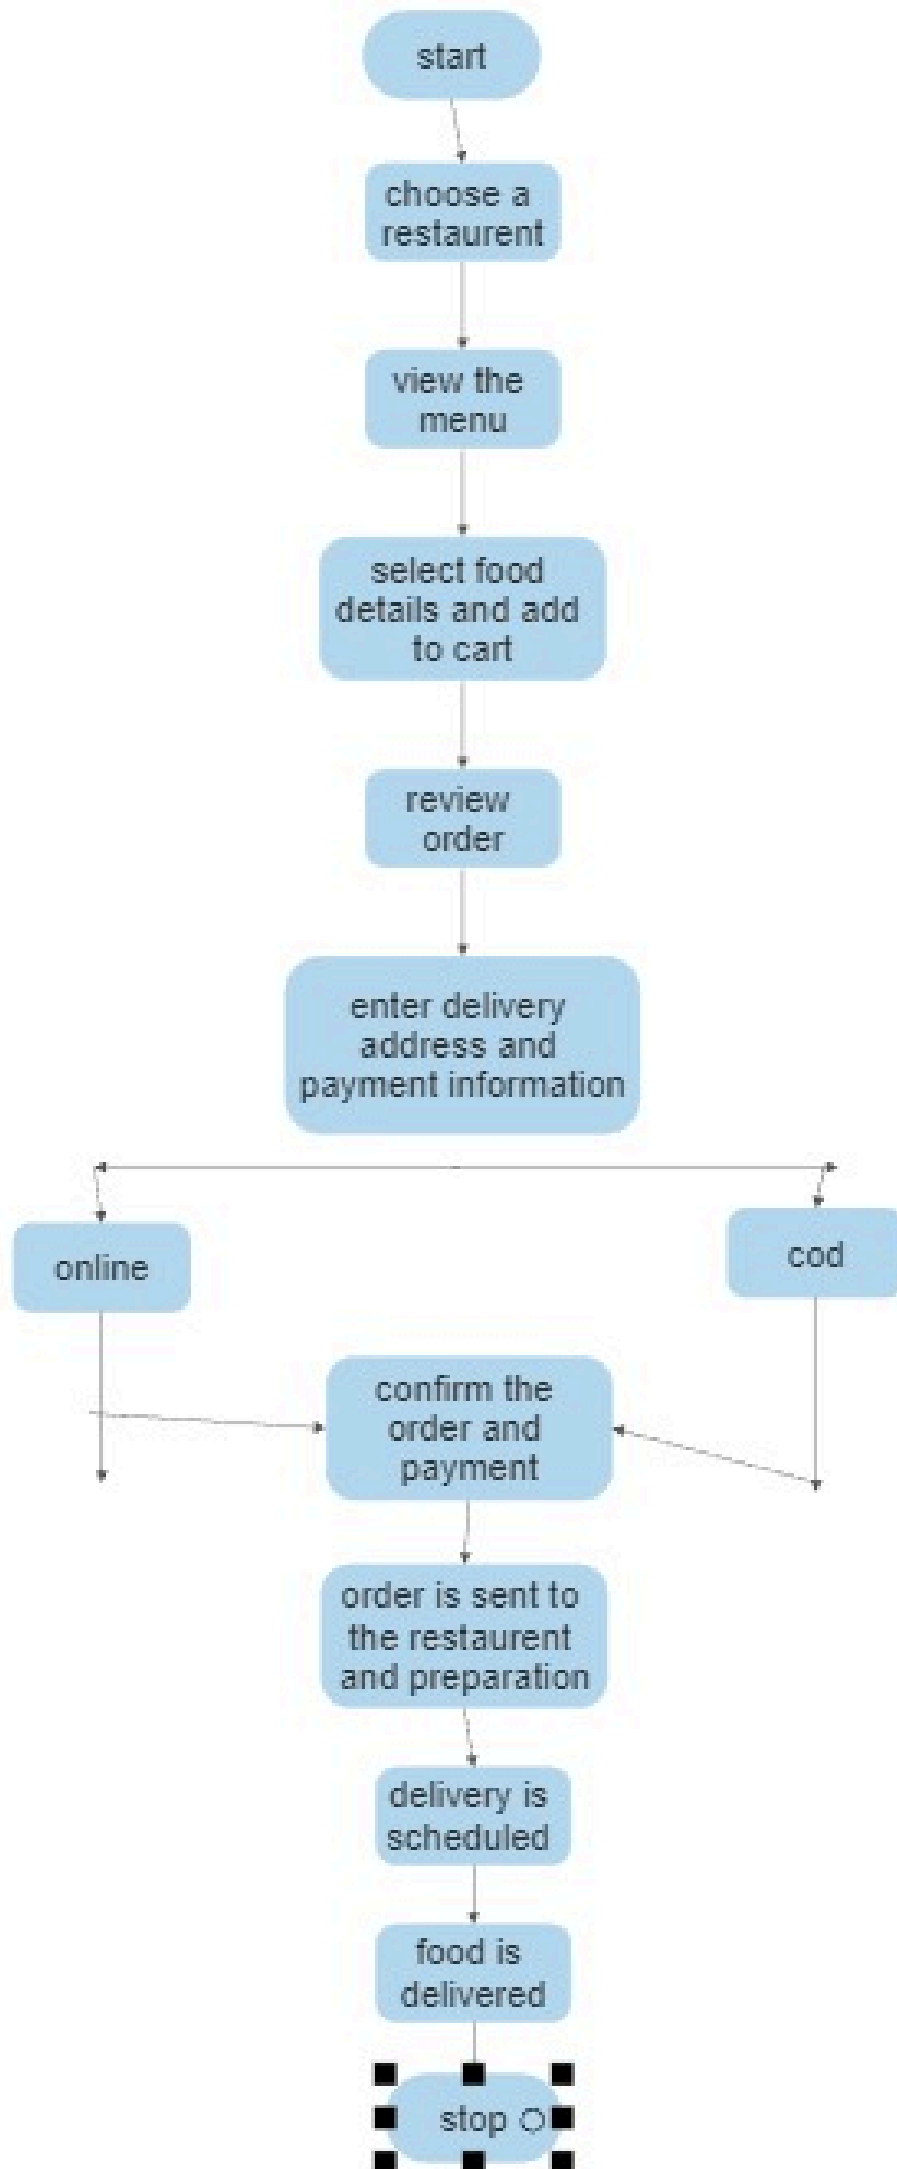 start
choose a
restaurent
view the
menu
select food
details and add
to cart
review
order
enter delivery
address and
payment information
online
cod
confirm the
order and
payment
order is sent to
the restaurent
and preparation
delivery is
scheduled
food is
delivered
stop